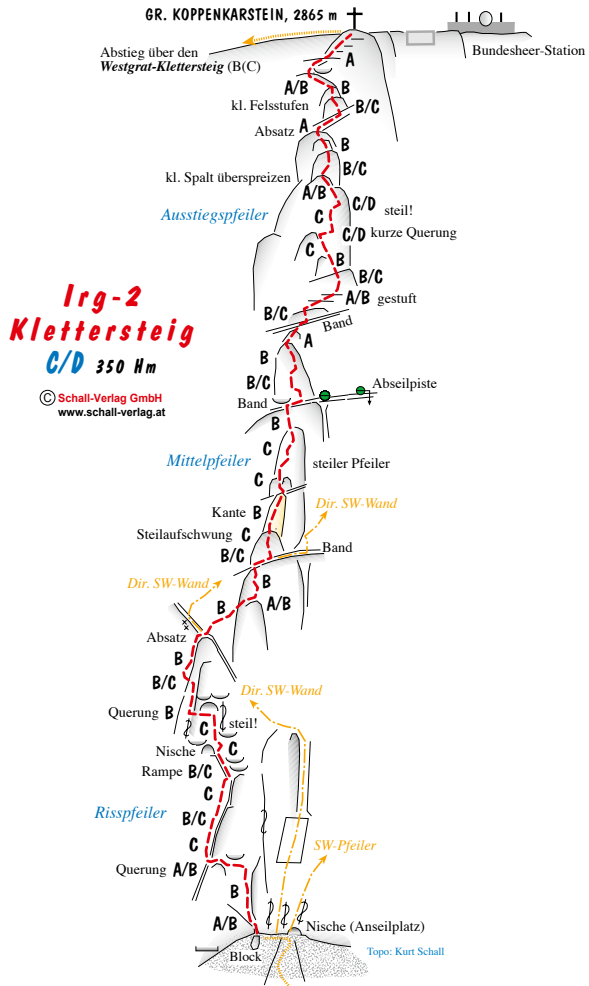 GR. KOPPENKARSTEIN, 2865 m
Abstieg über den
Westgrat-Klettersteig (B(C)
Bundesheer-Station
A
A/B
B
kl. Felsstufen
B/C
Absatz
A
B
B/C
kl. Spalt überspreizen
A/B
C/D
steil!
Ausstiegspfeiler
C
C/D
kurze Querung
C
B
B/C
A/B
gestuft
B/C
Band
A
Irg-2
Klettersteig
C/D 350 Hm
© Schall-Verlag GmbH
www.schall-verlag.at
B
B/C
Abseilpiste
Band
B
C
Mittelpfeiler
steiler Pfeiler
C
Dir. SW-Wand
Kante
B
Steilaufschwung
C
Band
B/C
Dir. SW-Wand
B
B
A/B
Absatz
B
B/C
Dir. SW-Wand
Querung
B
C
steil!
Nische
C
Rampe
B/C
C
Risspfeiler
B/C
C
SW-Pfeiler
Querung
A/B
B
A/B
Nische (Anseilplatz)
Block
Topo: Kurt Schall